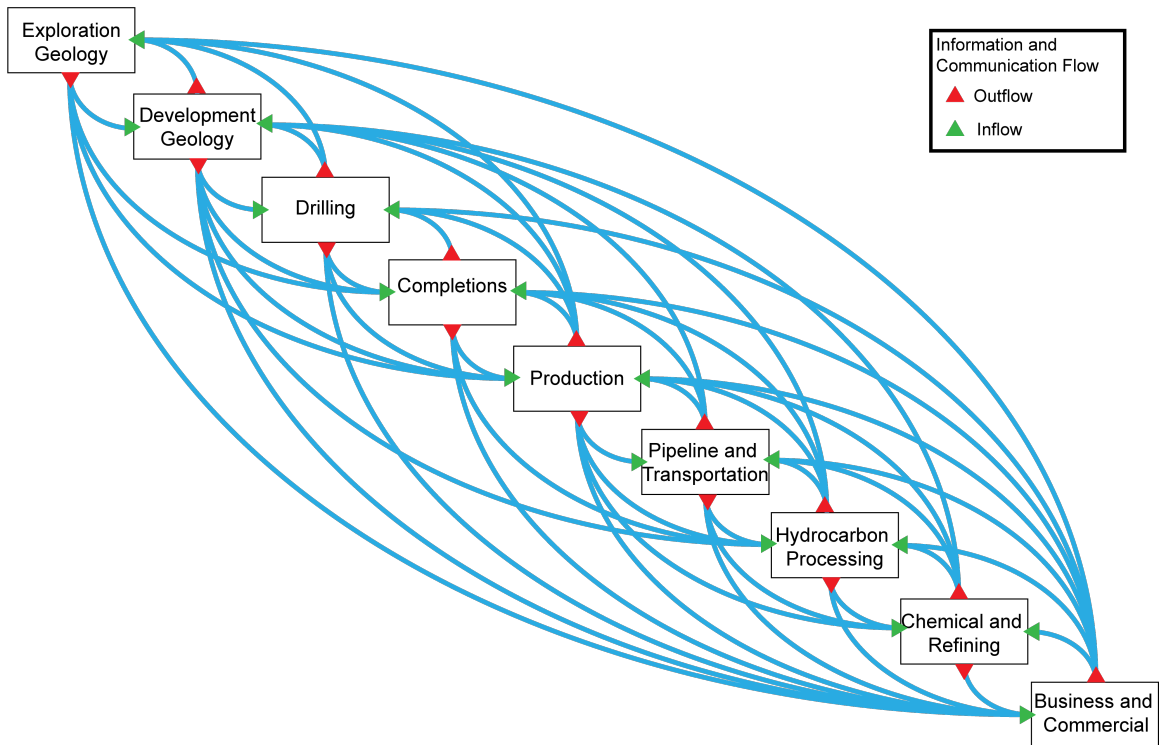 Exploration
Geology
Information and
Communication Flow
Outflow
Inflow
Development
Geology
Drilling
Completions
Production
Pipeline and
Transportation
Hydrocarbon
Processing
Chemical and
Refining
Business and
Commercial